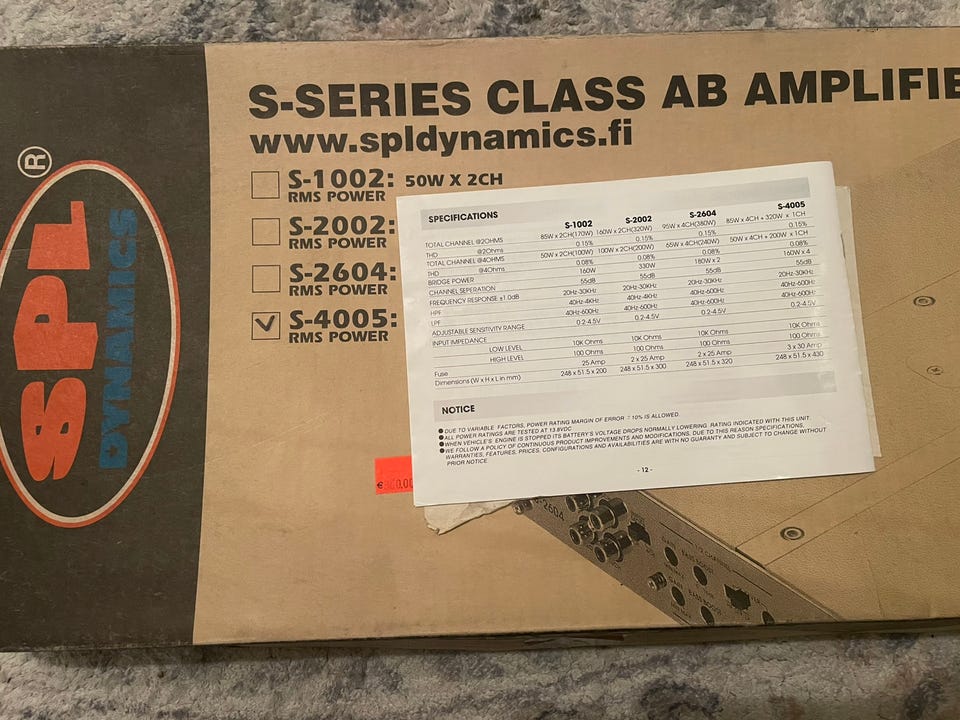 S-SERIES CLASS AB AMPLIFIE
www.spldynamics.fi
®
SPL
DYNAMICS
S-1002: 50W X 2CH
RMS POWER
S-2002:
RMS POWER
S-2604:
RMS POWER
S-4005:
RMS POWER
SPECIFICATIONS
S-1002 S-2002 S-2604 S-4005
TOTAL CHANNEL @2OHMS 85W x 2CH(170W) 160W x 2CH(320W) 95W x 4CH(380W) 85W x 4CH + 320W x 1CH
THD @2Ohms 0.15% 0.15% 0.15% 0.15%
TOTAL CHANNEL @4OHMS 50W x 2CH(100W) 100W x 2CH(200W) 65W x 4CH(240W) 50W x 4CH + 200W x 1CH
THD @4Ohms 0.08% 0.08% 0.08% 0.08%
BRIDGE POWER 160W 330W 180W x 2 160W x 4
CHANNEL SEPERATION 55dB 55dB 55dB 55dB
FREQUENCY RESPONSE ±1.0dB 20Hz-30KHz 20Hz-30KHz 20Hz-30KHz 20Hz-30KHz
HPF 40Hz-4KHz 40Hz-4KHz 40Hz-600Hz 40Hz-600Hz
LPF 40Hz-600Hz 40Hz-600Hz 40Hz-600Hz 40Hz-600Hz
ADJUSTABLE SENSITIVITY RANGE 0.2-4.5V 0.2-4.5V 0.2-4.5V 0.2-4.5V
INPUT IMPEDANCE
LOW LEVEL 10K Ohms 10K Ohms 10K Ohms 10K Ohms
HIGH LEVEL 100 Ohms 100 Ohms 100 Ohms 100 Ohms
Fuse 25 Amp 2 x 25 Amp 2 x 25 Amp 3 x 30 Amp
Dimensions (W x H x L in mm) 248 x 51.5 x 200 248 x 51.5 x 300 248 x 51.5 x 320 248 x 51.5 x 430
NOTICE
DUE TO VARIABLE FACTORS, POWER RATING MARGIN OF ERROR 10% IS ALLOWED.
ALL POWER RATINGS ARE TESTED AT 13.8VDC
WHEN VEHICLE'S ENGINE IS STOPPED ITS BATTERY'S VOLTAGE DROPS NORMALLY LOWERING RATING INDICATED WITH THIS UNIT.
WE FOLLOW A POLICY OF CONTINUOUS PRODUCT IMPROVEMENTS AND MODIFICATIONS, DUE TO THIS REASON SPECIFICATIONS,
WARRANTIES, FEATURES, PRICES, CONFIGURATIONS AND AVAILABILITIES ARE WITH NO GUARANTY AND SUBJECT TO CHANGE WITHOUT
PRIOR NOTICE.
- 12 -
S-2604
GAIN
BASS BOOST
1/2 CHANNEL
GAIN
BASS BOOST